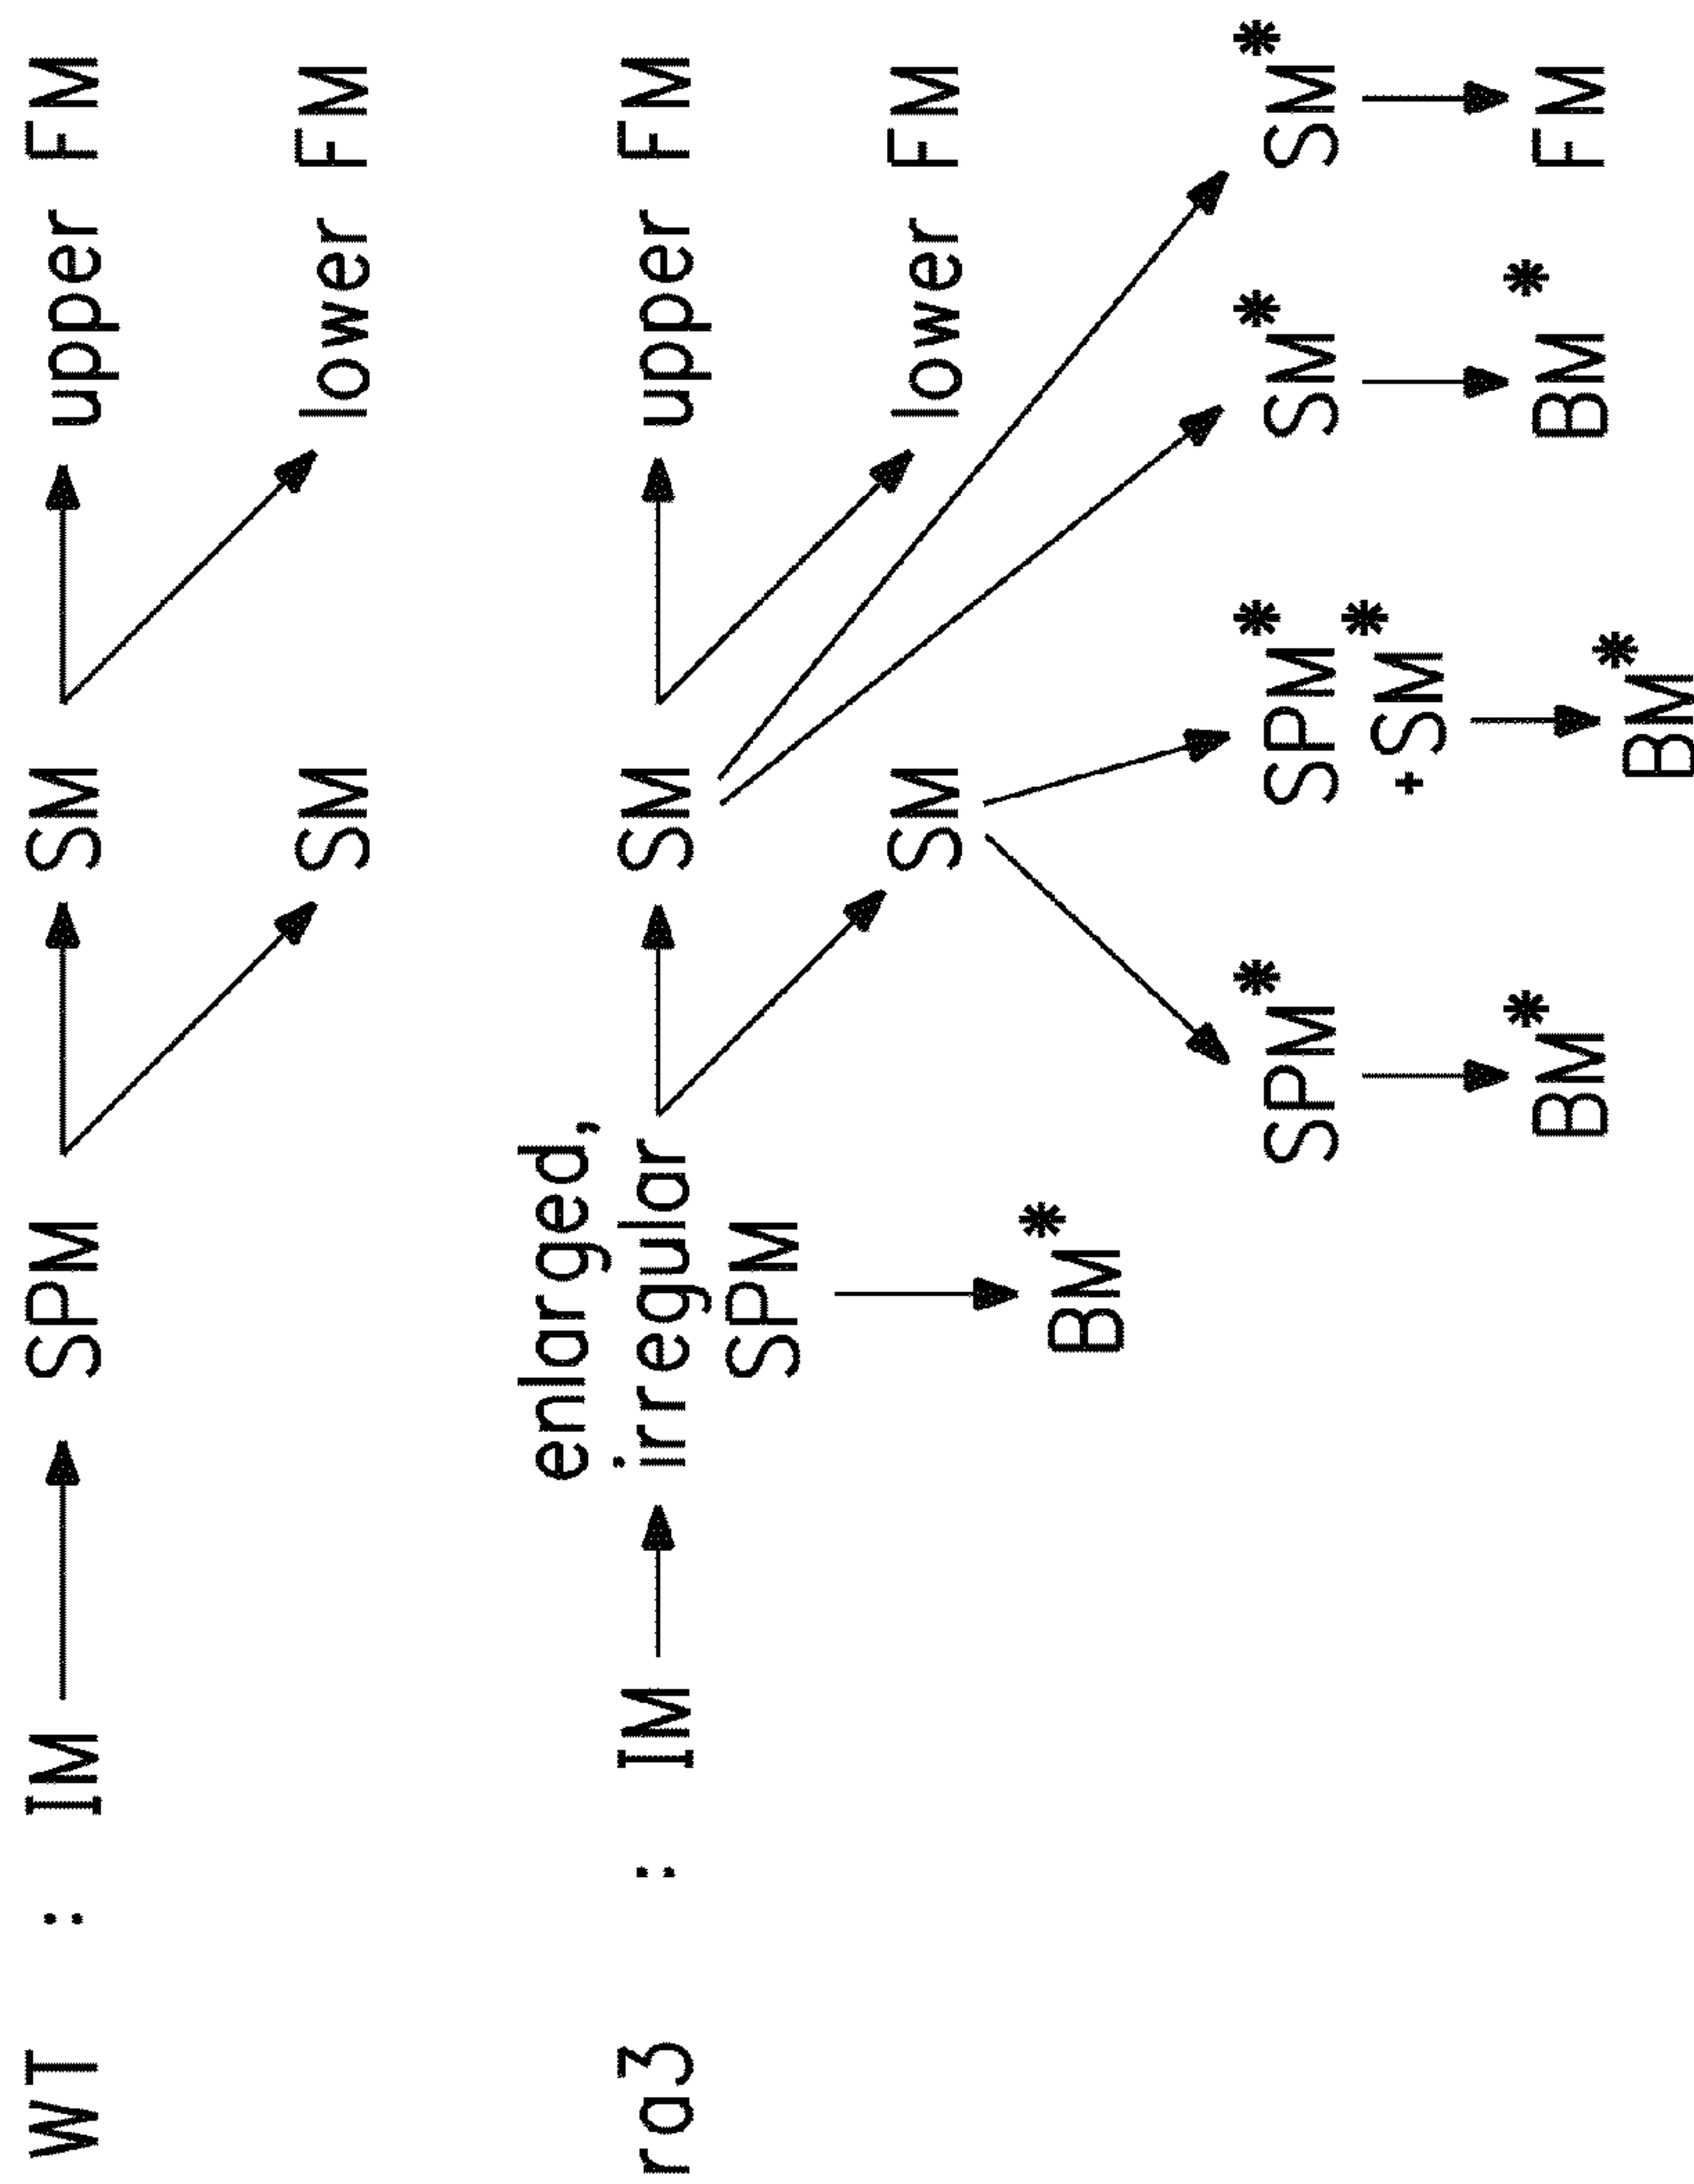 WT : IM SPM SM upper FM
SM lower FM
enlarged,
ra3 : IM irregular SM upper FM
SPM
SM lower FM
BM*
SPM* SPM* SM* SM*
+SM*
BM* BM* FM
BM*